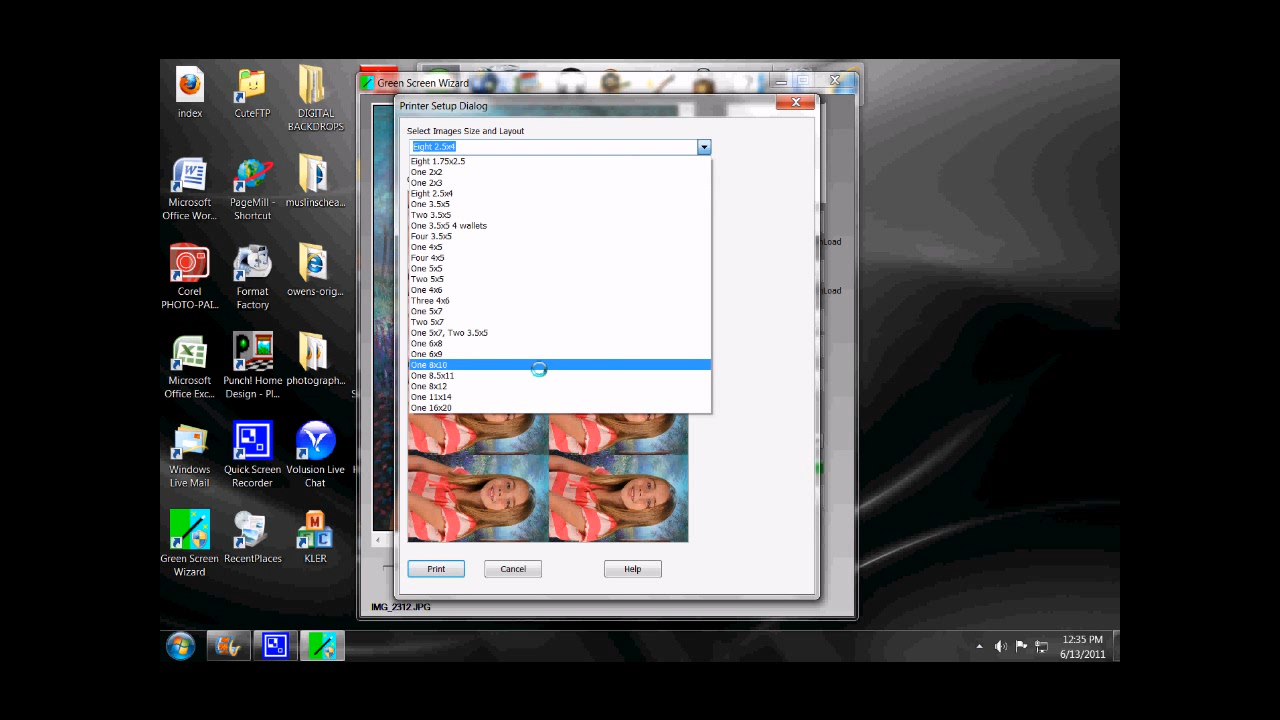 index
CuteFTP
DIGITAL
BACKDROPS
Microsoft
Office Wor...
PageMill -
Shortcut
muslinschea...
Corel
PHOTO-PAI...
Format
Factory
owens-orig...
Microsoft
Office Exc...
Punch! Home
Design - Pl...
photograph...
Windows
Live Mail
Quick Screen
Recorder
Volusion Live
Chat
Green Screen
Wizard
RecentPlaces
KLER
Green Screen Wizard
Printer Setup Dialog
Select Images Size and Layout
Eight 2.5x4
Eight 1.75x2.5
One 2x2
One 2x3
Eight 2.5x4
One 3.5x5
Two 3.5x5
One 3.5x5 4 wallets
Four 3.5x5
One 4x5
Four 4x5
One 5x5
Two 5x5
One 4x6
Three 4x6
One 5x7
Two 5x7
One 5x7, Two 3.5x5
One 6x8
One 6x9
One 8x10
One 8.5x11
One 8x12
One 11x14
One 16x20
Print
Cancel
Help
IMG_2312.JPG
12:35 PM
6/13/2011